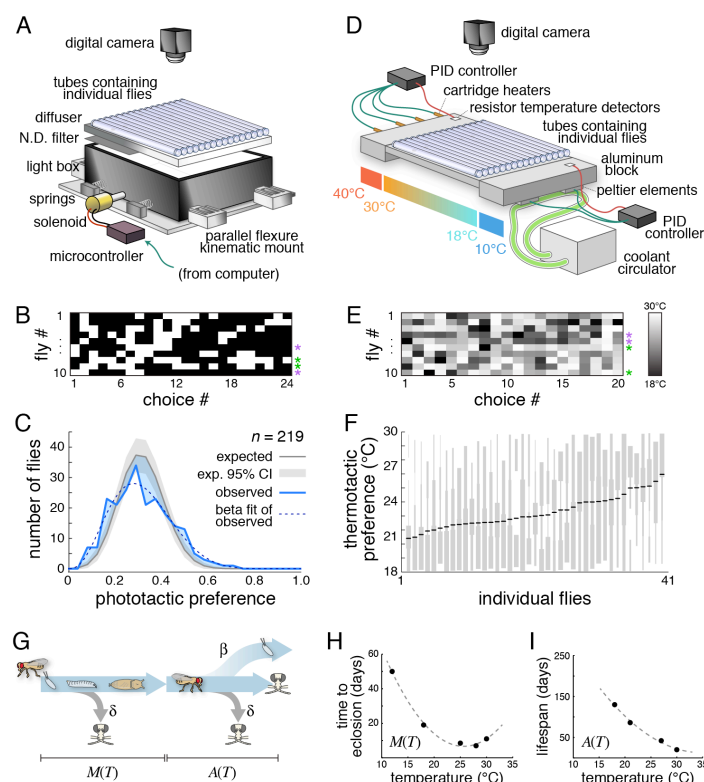 A
digital camera
tubes containing
individual flies
diffuser
N.D. filter
light box
springs
solenoid
microcontroller
(from computer)
parallel flexure
kinematic mount
D
digital camera
PID controller
cartridge heaters
resistor temperature detectors
tubes containing
individual flies
aluminum
block
peltier elements
PID
controller
coolant
circulator
40°C
30°C
18°C
10°C
B
fly #
1
:
:
10
*
*
*
*
1 6 12 18 24
choice #
E
fly #
1
:
:
10
*
*
*
*
1 5 10 15 20
choice #
30°C
18°C
C
n = 219
expected
exp. 95% CI
observed
beta fit of
observed
number of flies
40
30
20
10
0
0 0.2 0.4 0.6 0.8 1.0
phototactic preference
F
thermotactic
preference (°C)
30
27
24
21
18
1 41
individual flies
G
β
δ
δ
M(T) A(T)
H
time to
eclosion (days)
60
40
20
M(T)
10 15 20 25 30 35
temperature (°C)
I
lifespan (days)
250
150
50
A(T)
15 20 25 30 35
temperature (°C)